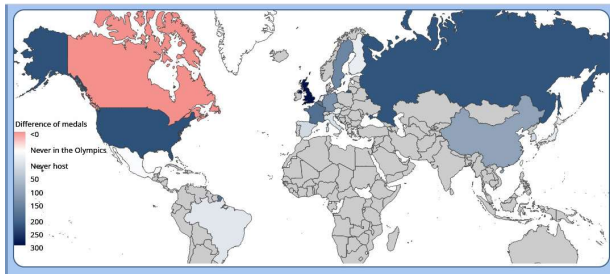 Difference of medals
<0
Never in the Olympics
Never host
50
100
150
200
250
300